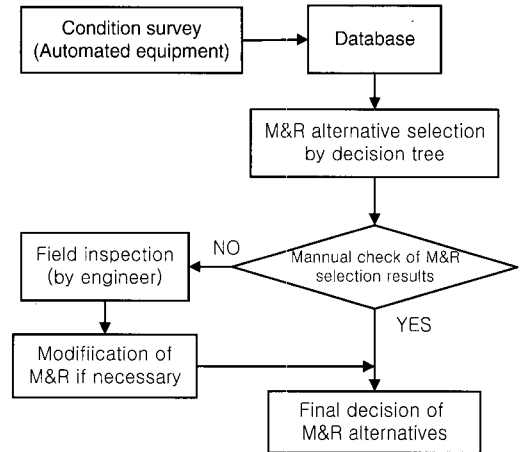 Condition survey
(Automated equipment)
Database
M&R alternative selection
by decision tree
Mannual check of M&R
selection results
NO
YES
Field inspection
(by engineer)
Modifiication of
M&R if necessary
Final decision of
M&R alternatives